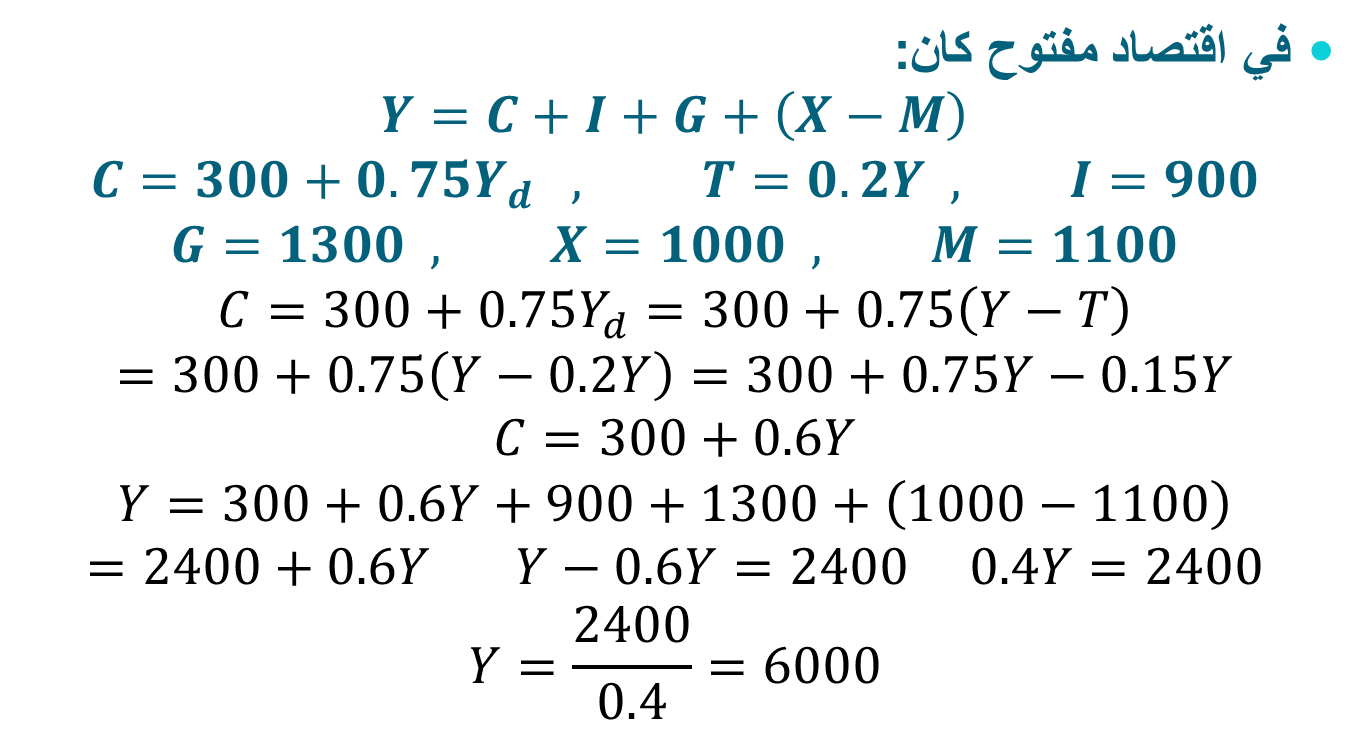 • في اقتصاد مفتوح كان:
Y = C + I + G + (X − M)
C = 300 + 0.75Y_d , T = 0.2Y , I = 900
G = 1300 , X = 1000 , M = 1100
C = 300 + 0.75Y_d = 300 + 0.75(Y − T)
= 300 + 0.75(Y − 0.2Y) = 300 + 0.75Y − 0.15Y
C = 300 + 0.6Y
Y = 300 + 0.6Y + 900 + 1300 + (1000 − 1100)
= 2400 + 0.6Y Y − 0.6Y = 2400 0.4Y = 2400
Y = 2400/0.4 = 6000